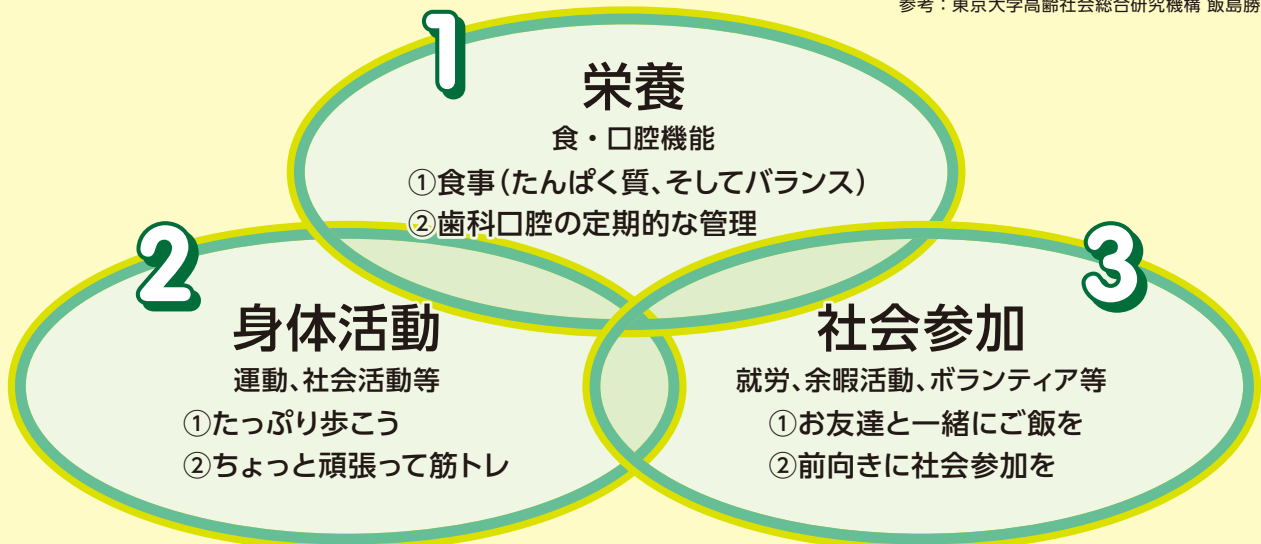 参考：東京大学高齢社会総合研究機構 飯島勝
1
栄養
食・口腔機能
①食事（たんぱく質、そしてバランス）
②歯科口腔の定期的な管理
2
身体活動
運動、社会活動等
①たっぷり歩こう
②ちょっと頑張って筋トレ
3
社会参加
就労、余暇活動、ボランティア等
①お友達と一緒にご飯を
②前向きに社会参加を